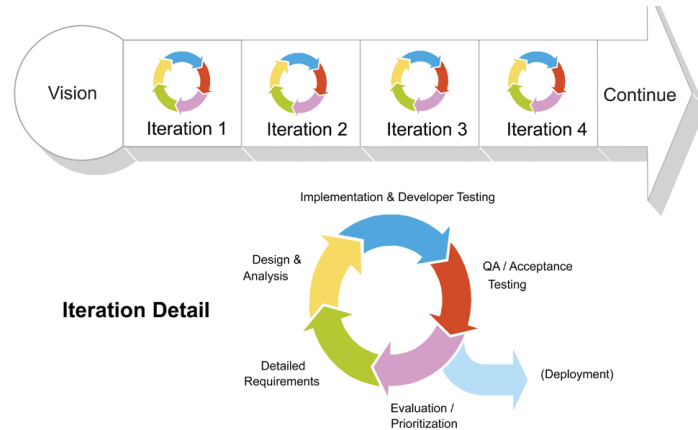 Vision
Iteration 1
Iteration 2
Iteration 3
Iteration 4
Continue
Implementation & Developer Testing
Design &
Analysis
QA / Acceptance
Testing
Iteration Detail
Detailed
Requirements
(Deployment)
Evaluation /
Prioritization